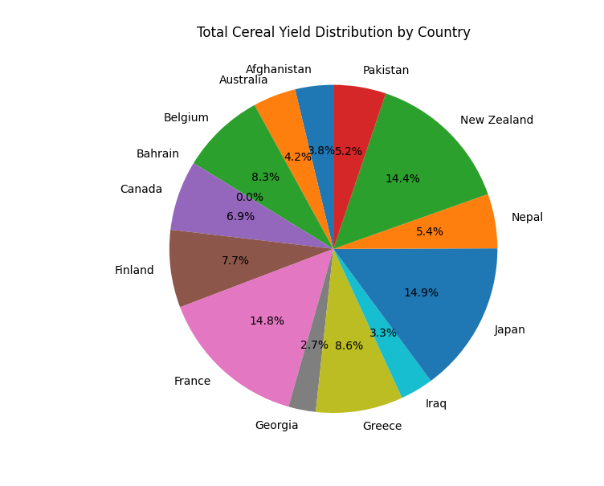 Total Cereal Yield Distribution by Country
Afghanistan
3.8%
Australia
4.2%
Belgium
8.3%
Bahrain
0.0%
Canada
6.9%
Finland
7.7%
France
14.8%
Georgia
2.7%
Greece
8.6%
Iraq
3.3%
Japan
14.9%
Nepal
5.4%
New Zealand
14.4%
Pakistan
5.2%